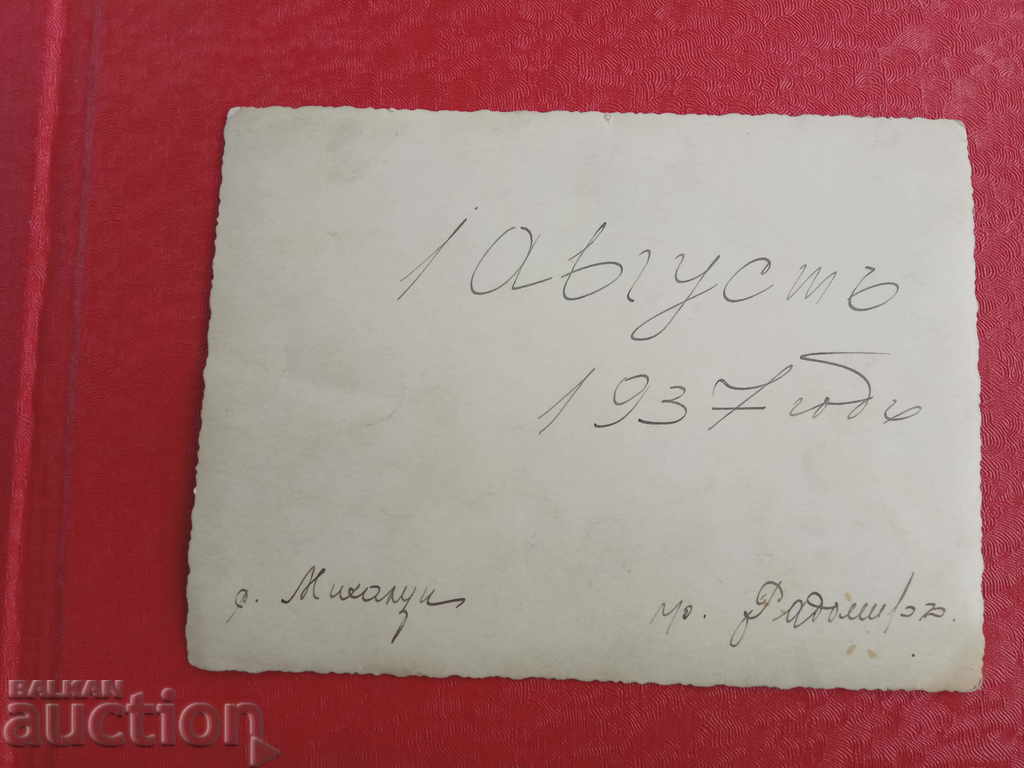 1 Августъ
1937 годъ
с. Михалци гр. Радомиръ.
BALKAN
auction